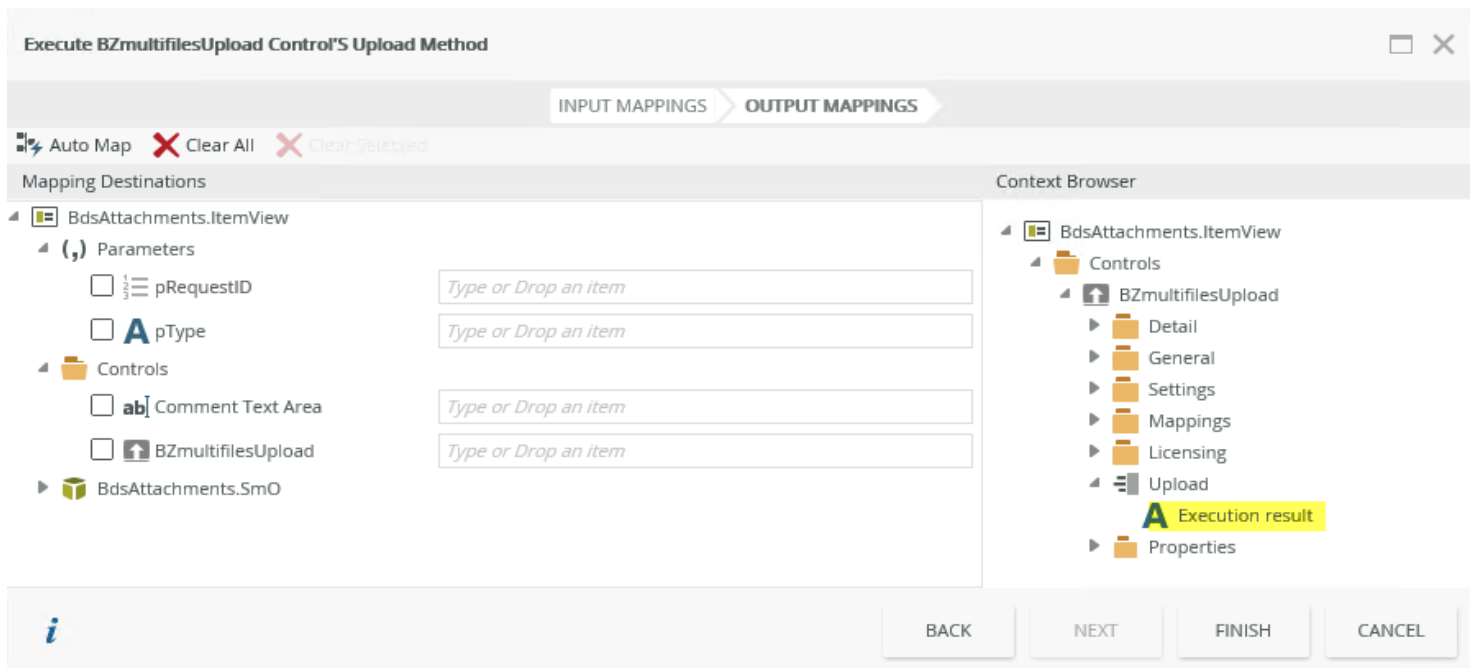 Execute BZmultifilesUpload Control'S Upload Method
INPUT MAPPINGS OUTPUT MAPPINGS
Auto Map Clear All Clear Selected
Mapping Destinations
BdsAttachments.ItemView
(,) Parameters
pRequestID Type or Drop an item
A pType Type or Drop an item
Controls
ab Comment Text Area Type or Drop an item
BZmultifilesUpload Type or Drop an item
BdsAttachments.SmO
Context Browser
BdsAttachments.ItemView
Controls
BZmultifilesUpload
Detail
General
Settings
Mappings
Licensing
Upload
A Execution result
Properties
i BACK NEXT FINISH CANCEL